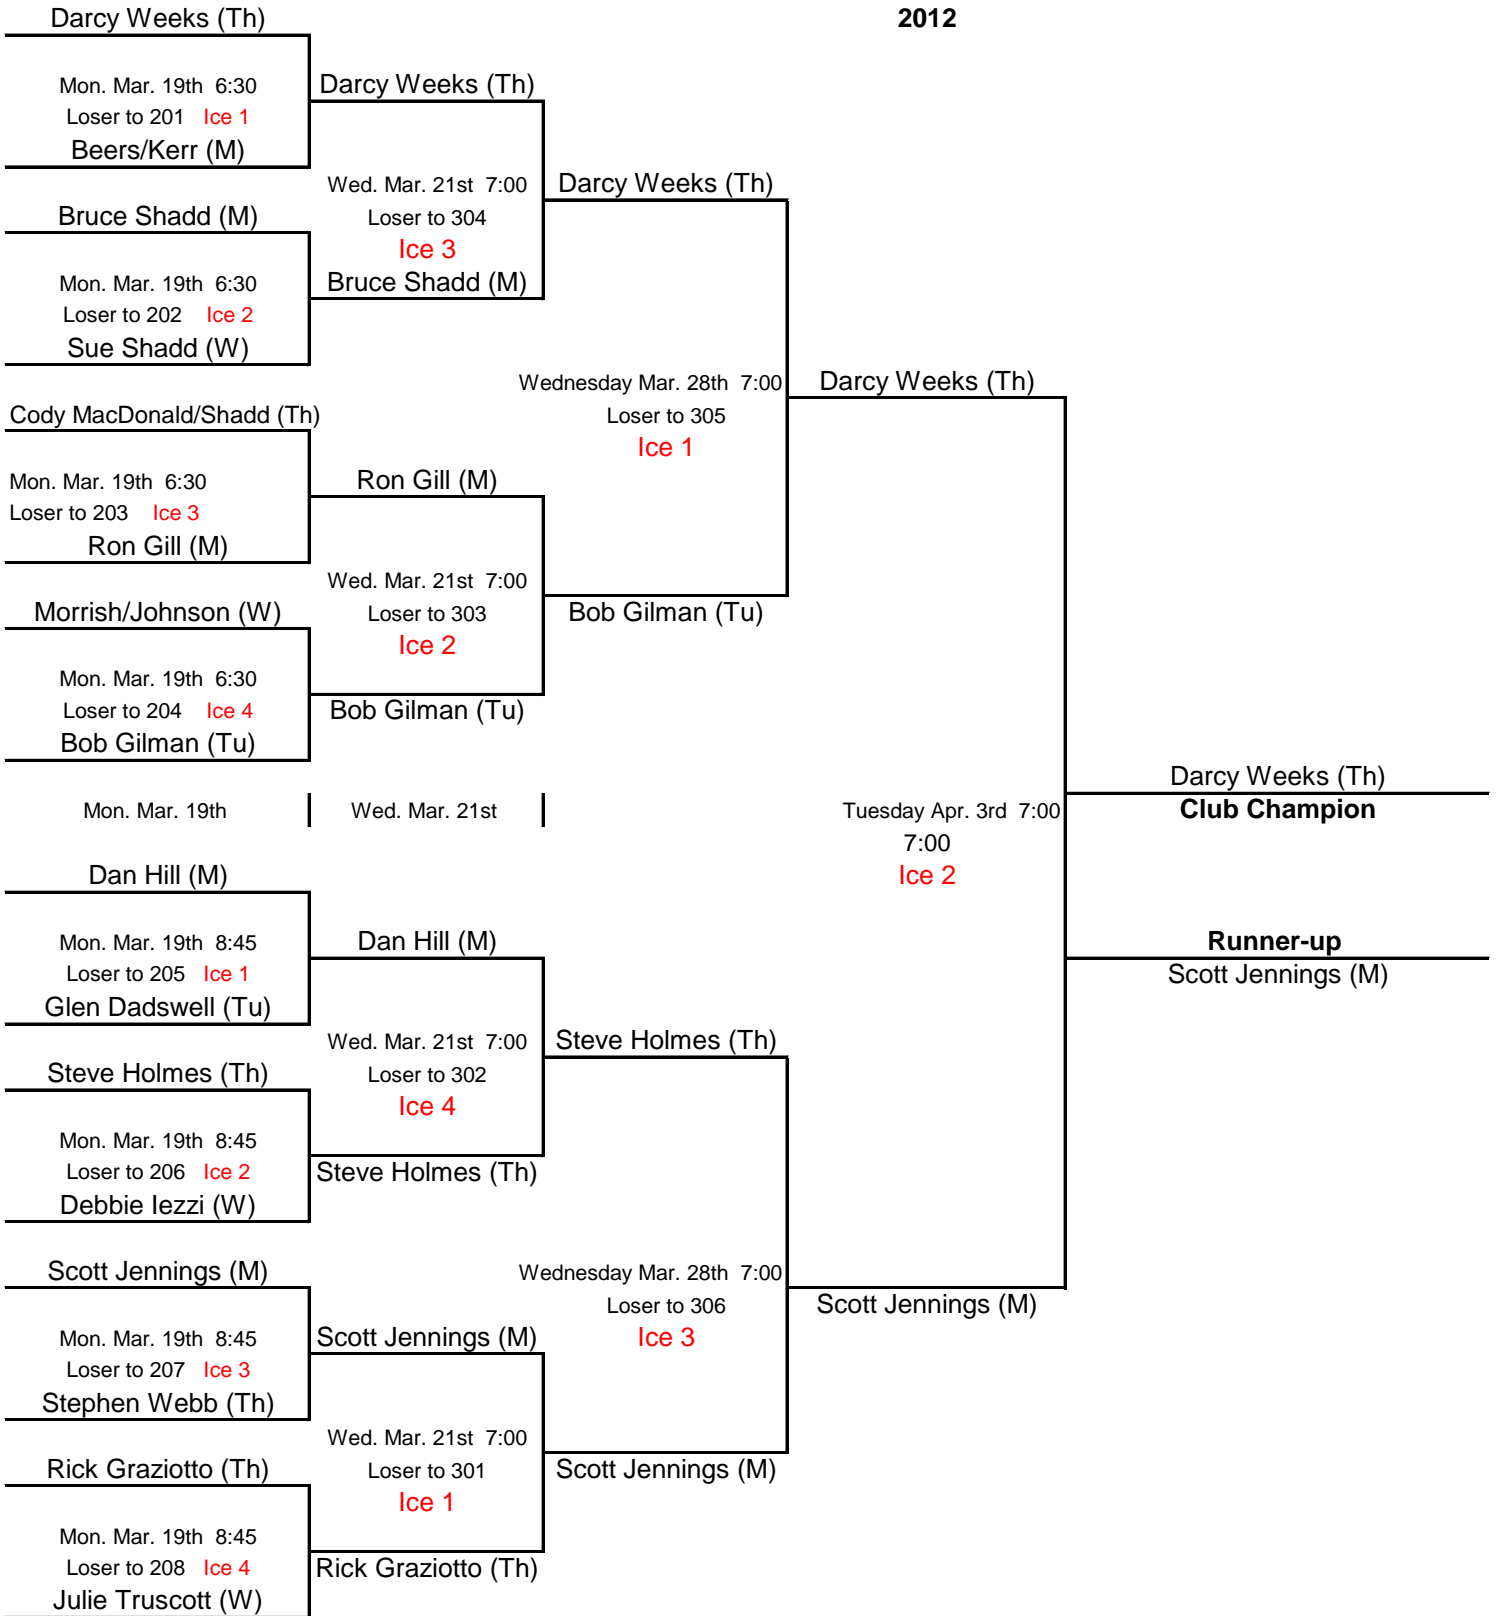 Darcy Weeks (Th)
2012
Mon. Mar. 19th 6:30
Darcy Weeks (Th)
Loser to 201 Ice 1
Beers/Kerr (M)
Wed. Mar. 21st 7:00
Darcy Weeks (Th)
Bruce Shadd (M)
Loser to 304
Ice 3
Mon. Mar. 19th 6:30
Bruce Shadd (M)
Loser to 202 Ice 2
Sue Shadd (W)
Wednesday Mar. 28th 7:00
Darcy Weeks (Th)
Cody MacDonald/Shadd (Th)
Loser to 305
Ice 1
Mon. Mar. 19th 6:30
Ron Gill (M)
Loser to 203 Ice 3
Ron Gill (M)
Wed. Mar. 21st 7:00
Morrish/Johnson (W)
Loser to 303
Bob Gilman (Tu)
Ice 2
Mon. Mar. 19th 6:30
Loser to 204 Ice 4
Bob Gilman (Tu)
Bob Gilman (Tu)
Darcy Weeks (Th)
Mon. Mar. 19th
Wed. Mar. 21st
Tuesday Apr. 3rd 7:00
Club Champion
7:00
Dan Hill (M)
Ice 2
Mon. Mar. 19th 8:45
Dan Hill (M)
Runner-up
Loser to 205 Ice 1
Scott Jennings (M)
Glen Dadswell (Tu)
Wed. Mar. 21st 7:00
Steve Holmes (Th)
Steve Holmes (Th)
Loser to 302
Ice 4
Mon. Mar. 19th 8:45
Loser to 206 Ice 2
Steve Holmes (Th)
Debbie Iezzi (W)
Scott Jennings (M)
Wednesday Mar. 28th 7:00
Loser to 306
Scott Jennings (M)
Mon. Mar. 19th 8:45
Scott Jennings (M)
Ice 3
Loser to 207 Ice 3
Stephen Webb (Th)
Wed. Mar. 21st 7:00
Rick Graziotto (Th)
Loser to 301
Scott Jennings (M)
Ice 1
Mon. Mar. 19th 8:45
Loser to 208 Ice 4
Rick Graziotto (Th)
Julie Truscott (W)